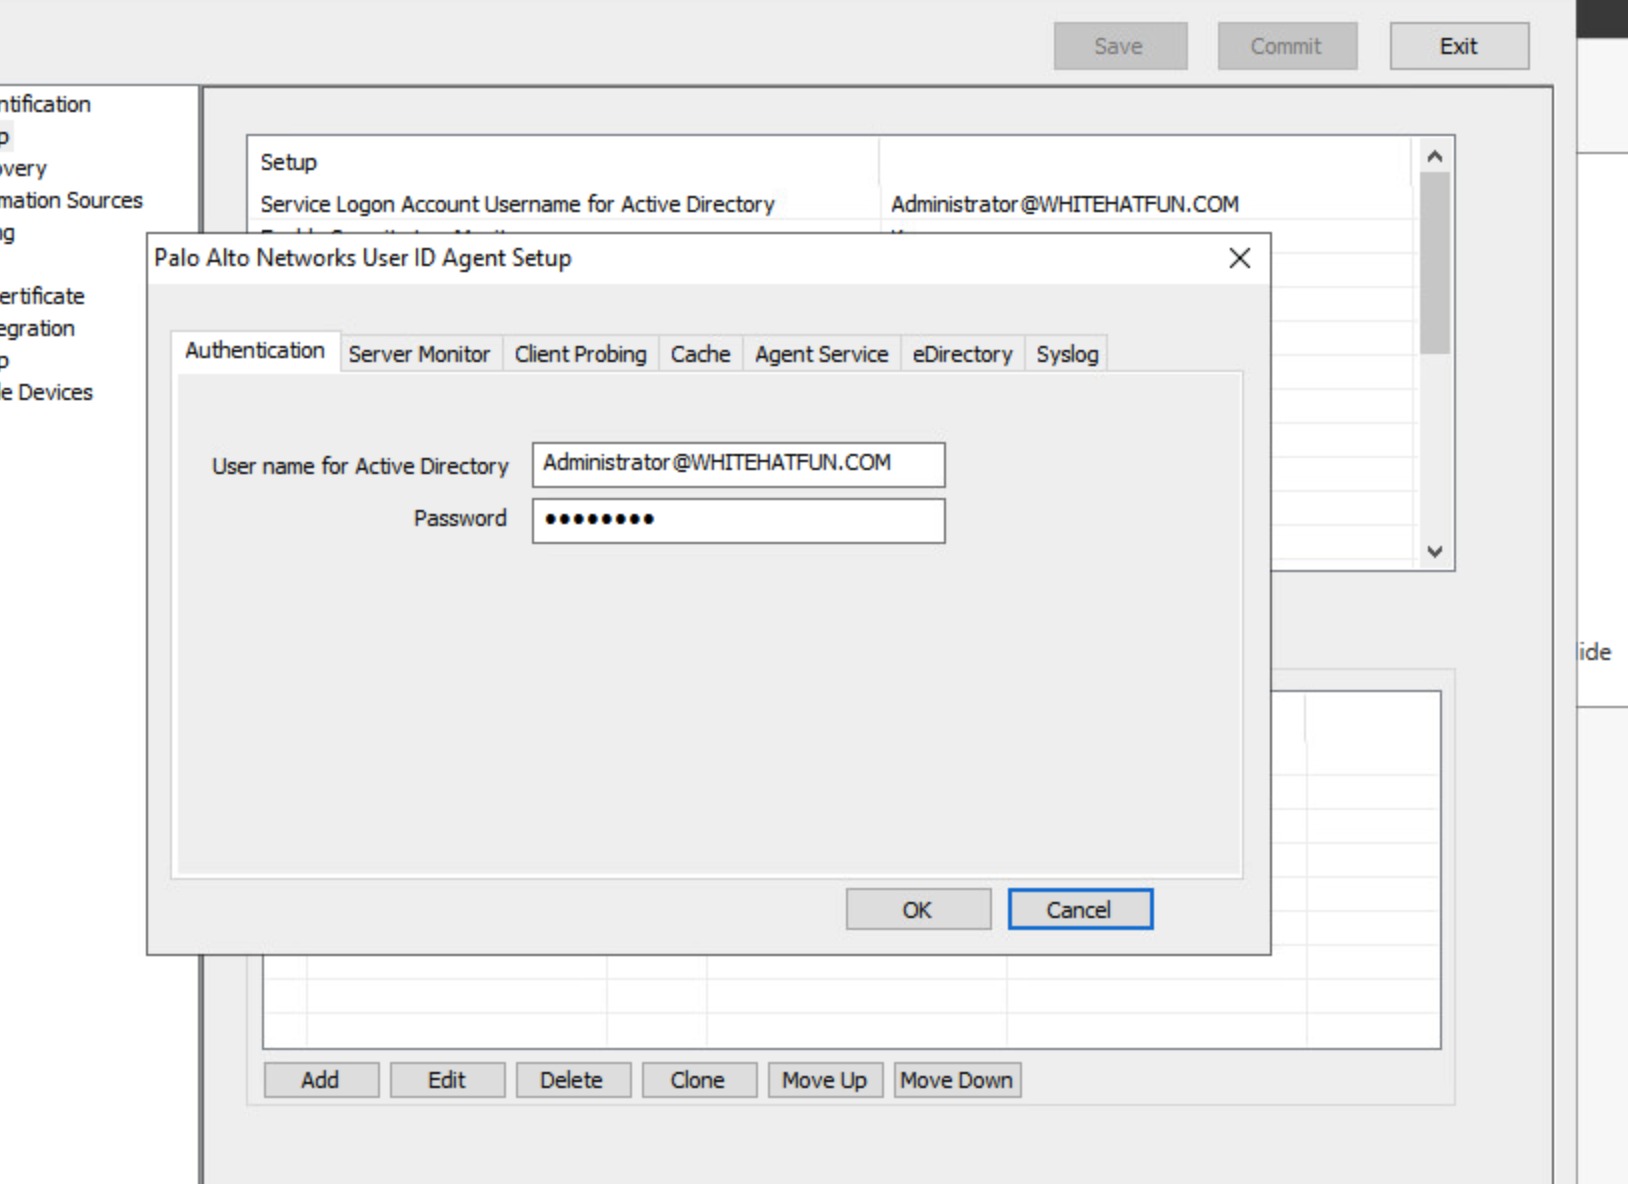 Save Commit Exit
ntification
p
overy
mation Sources
g
ertificate
egration
p
le Devices
Setup
Service Logon Account Username for Active Directory Administrator@WHITEHATFUN.COM
Palo Alto Networks User ID Agent Setup
Authentication Server Monitor Client Probing Cache Agent Service eDirectory Syslog
User name for Active Directory Administrator@WHITEHATFUN.COM
Password ••••••••
OK Cancel
lide
Add Edit Delete Clone Move Up Move Down